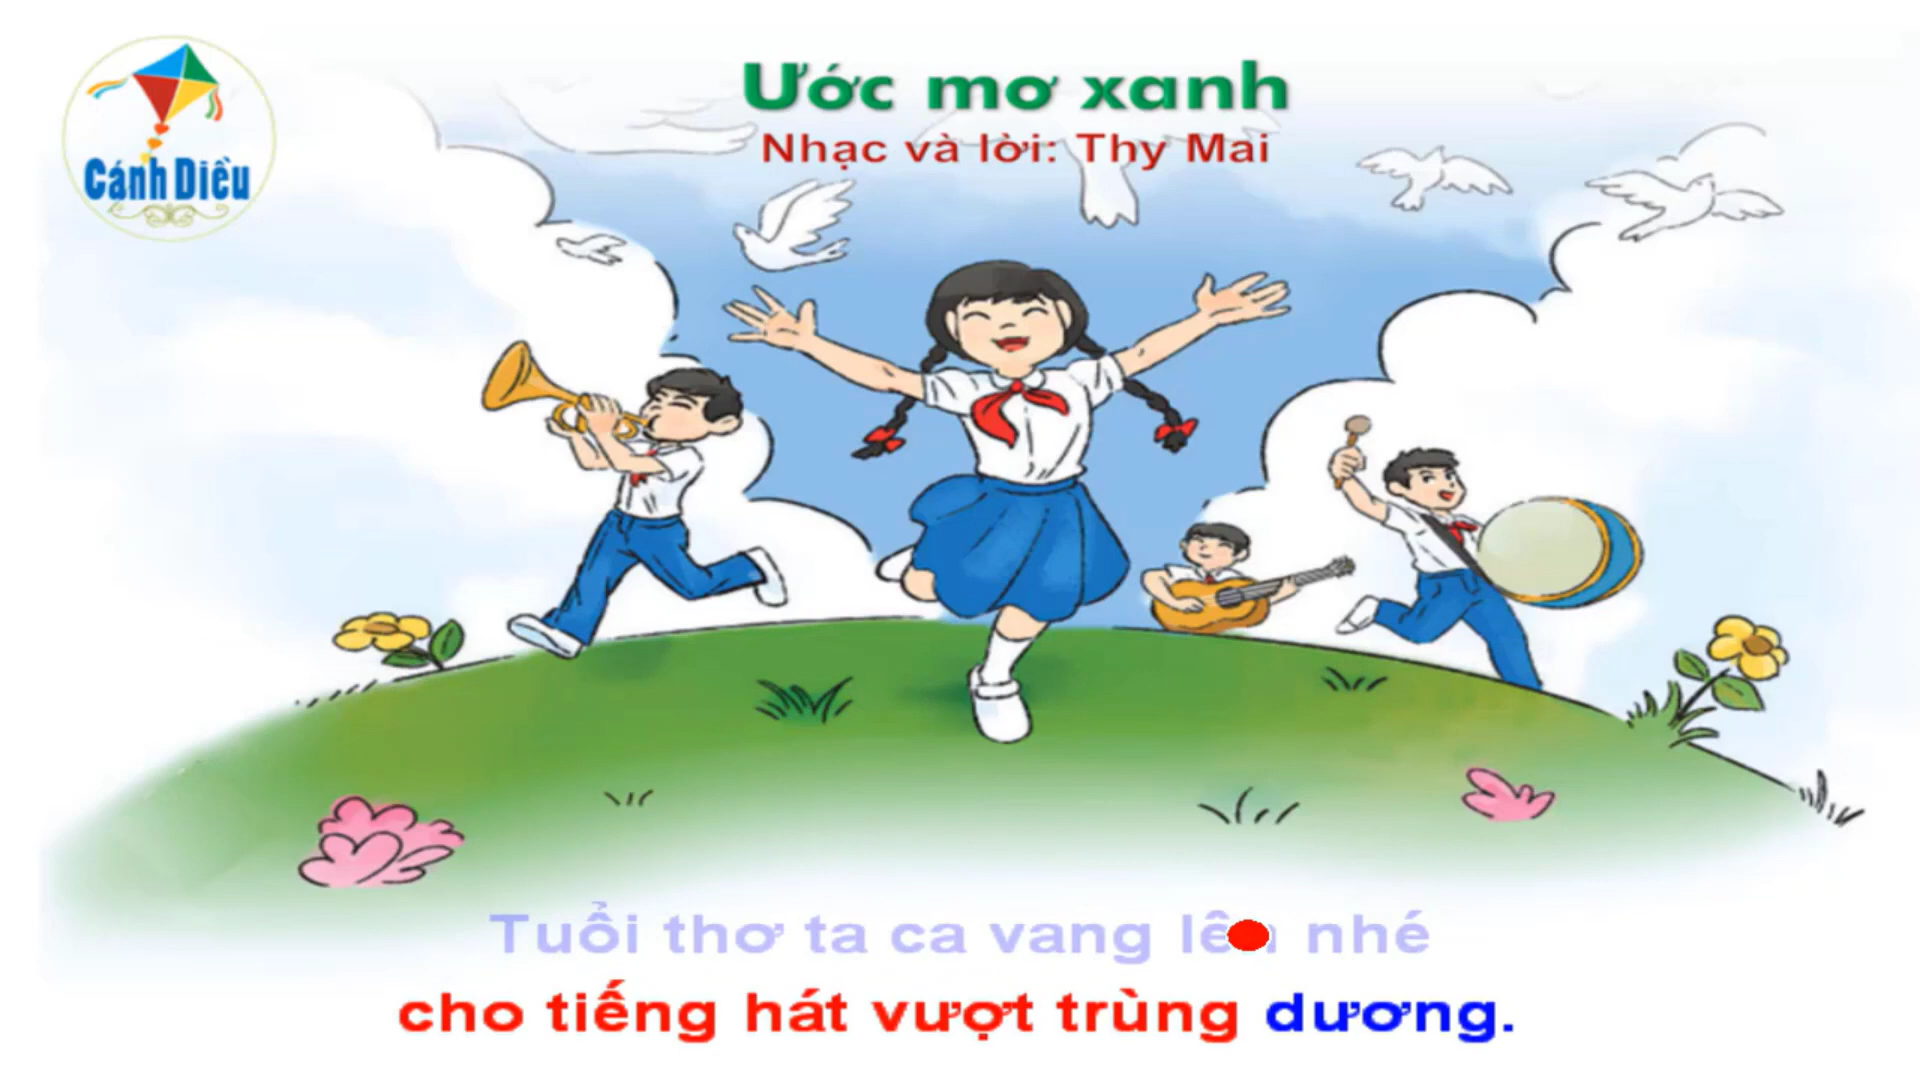 Cánh Diều
Ước mơ xanh
Nhạc và lời: Thy Mai
Tuổi thơ ta ca vang lên nhé
cho tiếng hát vượt trùng dương.